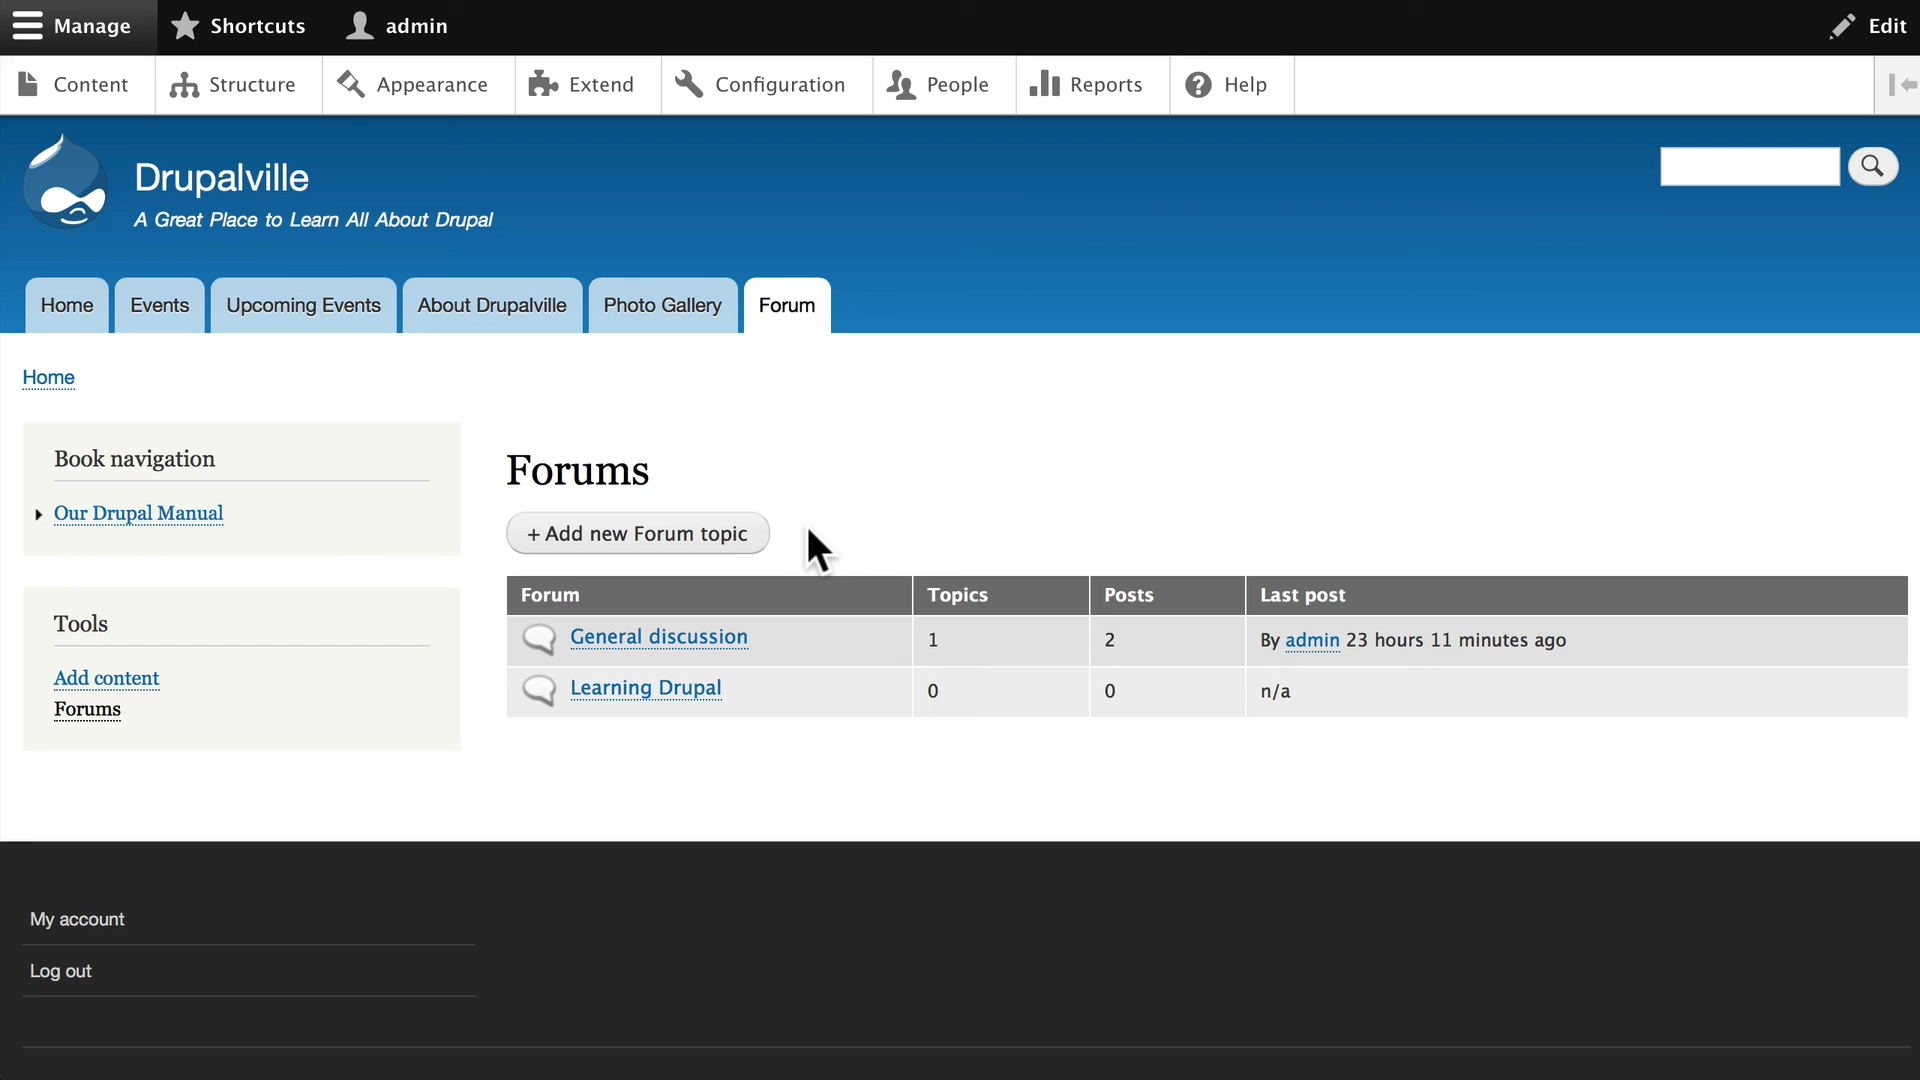 Manage Shortcuts admin Edit
Content Structure Appearance Extend Configuration People Reports Help
Drupalville
A Great Place to Learn All About Drupal
Home Events Upcoming Events About Drupalville Photo Gallery Forum
Home
Book navigation
Our Drupal Manual
Tools
Add content
Forums
Forums
+ Add new Forum topic
Forum Topics Posts Last post
General discussion 1 2 By admin 23 hours 11 minutes ago
Learning Drupal 0 0 n/a
My account
Log out